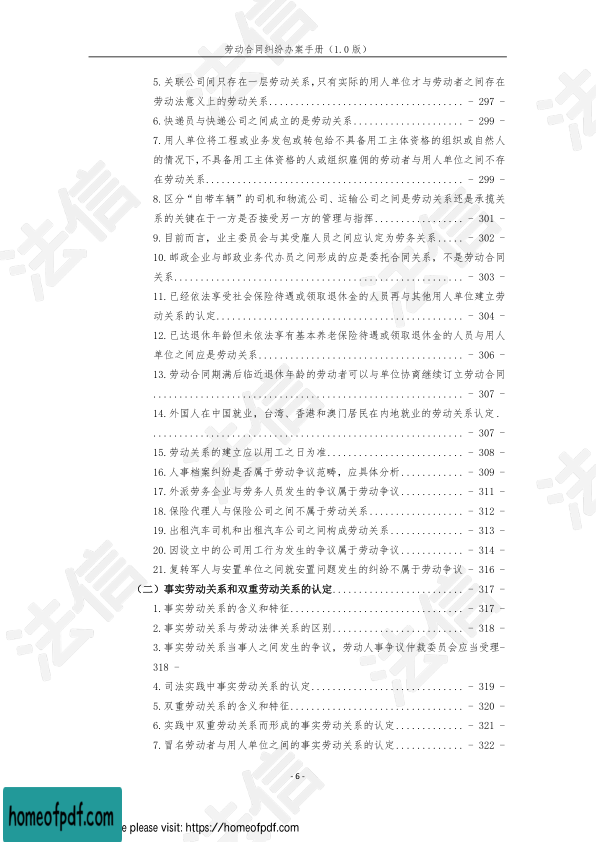 劳动合同纠纷办案手册（1.0 版）
5.关联公司间只存在一层劳动关系,只有实际的用人单位才与劳动者之间存在
劳动法意义上的劳动关系..................................... - 297 -
6.快递员与快递公司之间成立的是劳动关系..................... - 299 -
7.用人单位将工程或业务发包或转包给不具备用工主体资格的组织或自然人
的情况下,不具备用工主体资格的人或组织雇佣的劳动者与用人单位之间不存
在劳动关系................................................. - 299 -
8.区分“自带车辆”的司机和物流公司、运输公司之间是劳动关系还是承揽关
系的关键在于一方是否接受另一方的管理与指挥................. - 301 -
9.目前而言，业主委员会与其受雇人员之间应认定为劳务关系..... - 302 -
10.邮政企业与邮政业务代办员之间形成的应是委托合同关系，不是劳动合同
关系....................................................... - 303 -
11.已经依法享受社会保险待遇或领取退休金的人员再与其他用人单位建立劳
动关系的认定............................................... - 304 -
12.已达退休年龄但未依法享有基本养老保险待遇或领取退休金的人员与用人
单位之间应是劳动关系....................................... - 306 -
13.劳动合同期满后临近退休年龄的劳动者可以与单位协商继续订立劳动合同
........................................................... - 307 -
14.外国人在中国就业，台湾、香港和澳门居民在内地就业的劳动关系认定.
........................................................... - 307 -
15.劳动关系的建立应以用工之日为准.......................... - 308 -
16.人事档案纠纷是否属于劳动争议范畴，应具体分析............ - 309 -
17.外派劳务企业与劳务人员发生的争议属于劳动争议............ - 311 -
18.保险代理人与保险公司之间不属于劳动关系.................. - 312 -
19.出租汽车司机和出租汽车公司之间构成劳动关系.............. - 313 -
20.因设立中的公司用工行为发生的争议属于劳动争议............ - 314 -
21.复转军人与安置单位之间就安置问题发生的纠纷不属于劳动争议 - 316 -
（二）事实劳动关系和双重劳动关系的认定......................... - 317 -
1.事实劳动关系的含义和特征................................. - 317 -
2.事实劳动关系与劳动法律关系的区别......................... - 318 -
3.事实劳动关系当事人之间发生的争议，劳动人事争议仲裁委员会应当受理-
318 -
4.司法实践中事实劳动关系的认定............................. - 319 -
5.双重劳动关系的含义和特征................................. - 320 -
6.实践中双重劳动关系而形成的事实劳动关系的认定............. - 321 -
7.冒名劳动者与用人单位之间的事实劳动关系的认定............. - 322 -
- 6 -
homeofpdf.com
e please visit: https://homeofpdf.com
法信
法信
法信
法信
法信
法信
法信
法信
法信